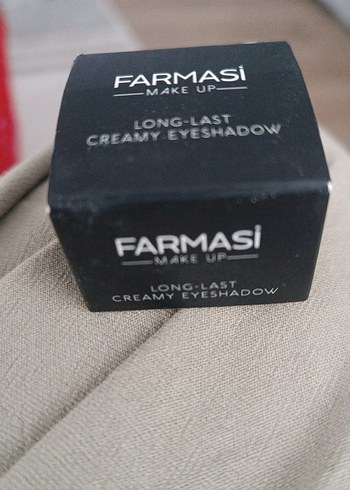 FARMASİ
MAKE UP
LONG-LAST
CREAMY EYESHADOW
FARMASİ
MAKE UP
LONG-LAST
CREAMY EYESHADOW